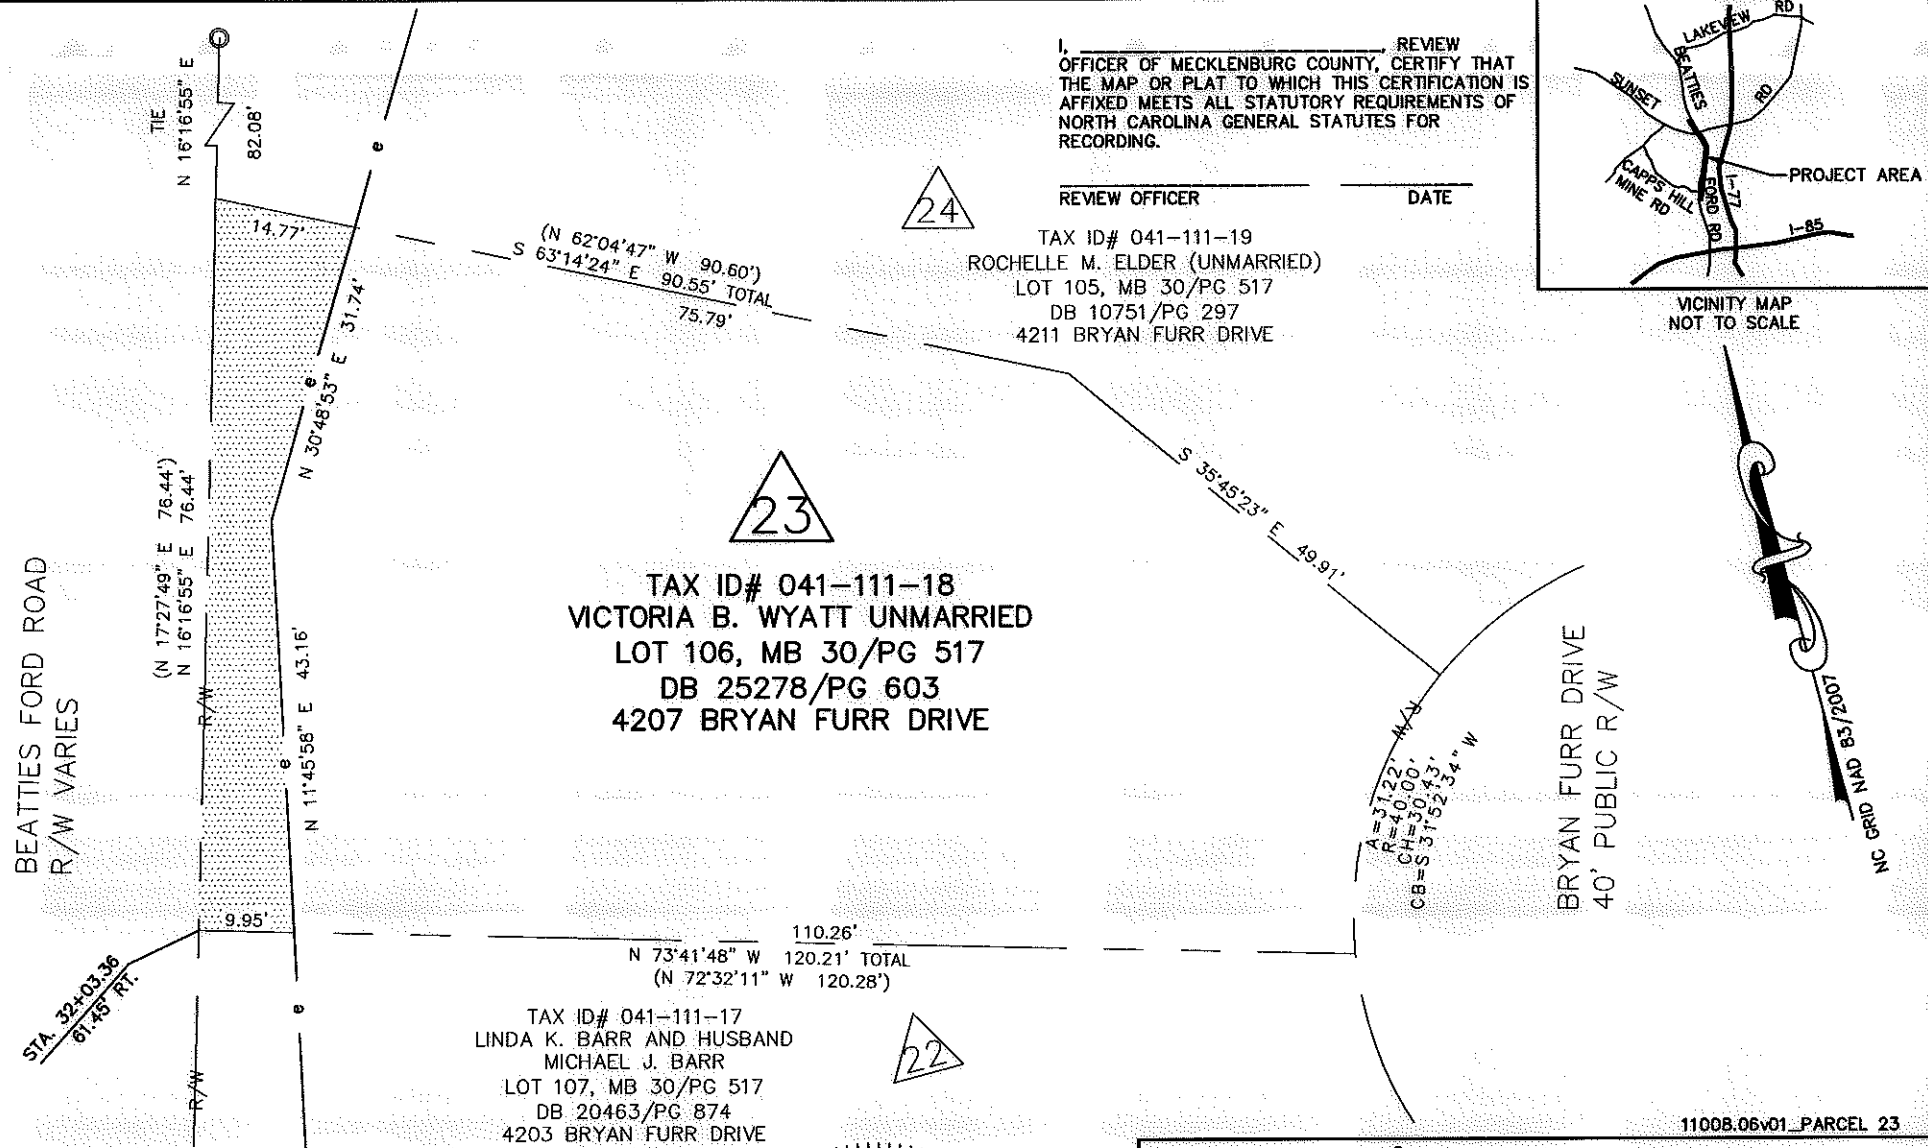 I, ____________________, REVIEW
OFFICER OF MECKLENBURG COUNTY, CERTIFY THAT
THE MAP OR PLAT TO WHICH THIS CERTIFICATION IS
AFFIXED MEETS ALL STATUTORY REQUIREMENTS OF
NORTH CAROLINA GENERAL STATUTES FOR
RECORDING.
REVIEW OFFICER
DATE
LAKEVIEW
RD
BEATTIES
SUNSET
RD
CAPPS HILL
MINE RD
FORD RD
I-77
PROJECT AREA
I-85
VICINITY MAP
NOT TO SCALE
TIE
N 16°16'55" E
82.08'
e
14.77'
(N 62°04'47" W 90.60')
S 63°14'24" E 90.55' TOTAL
75.79'
24
TAX ID# 041-111-19
ROCHELLE M. ELDER (UNMARRIED)
LOT 105, MB 30/PG 517
DB 10751/PG 297
4211 BRYAN FURR DRIVE
e
N 30°48'53" E 31.74'
S 35°45'23" E 49.91'
(N 17°27'49" E 76.44')
N 16°16'55" E 76.44'
R/W
BEATTIES FORD ROAD
R/W VARIES
23
TAX ID# 041-111-18
VICTORIA B. WYATT UNMARRIED
LOT 106, MB 30/PG 517
DB 25278/PG 603
4207 BRYAN FURR DRIVE
e
N 11°45'58" E 43.16'
R/W
A=31.22'
R=40.00'
CH=30.43'
CB=S 31°52'34" W
BRYAN FURR DRIVE
40' PUBLIC R/W
NC GRID NAD 83/2007
9.95'
110.26'
N 73°41'48" W 120.21' TOTAL
(N 72°32'11" W 120.28')
STA. 32+03.36
61.45' RT.
e
R/W
TAX ID# 041-111-17
LINDA K. BARR AND HUSBAND
MICHAEL J. BARR
LOT 107, MB 30/PG 517
DB 20463/PG 874
4203 BRYAN FURR DRIVE
22
11008.06v01_PARCEL 23